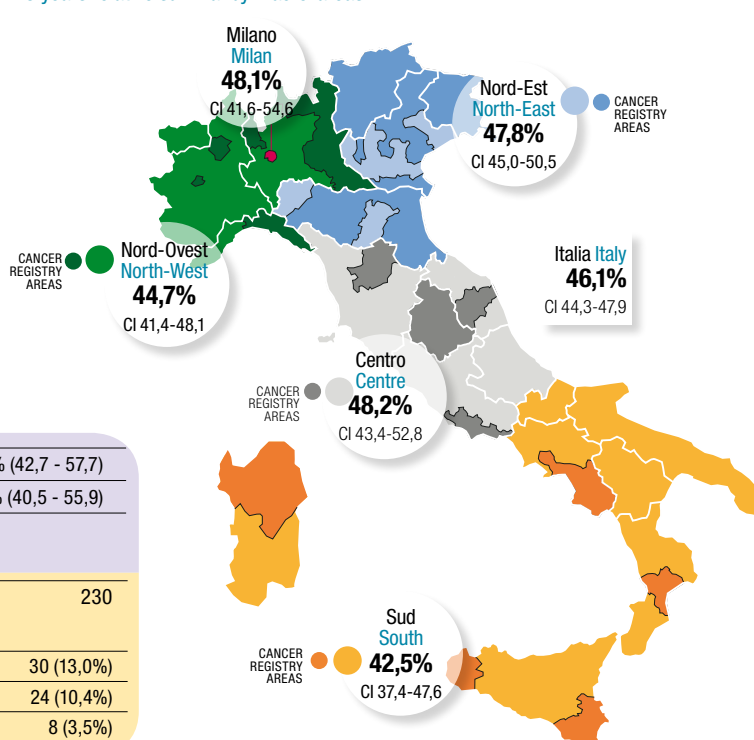 Milano
Milan
48,1%
CI 41,6-54,6
Nord-Est
North-East
47,8%
CI 45,0-50,5
CANCER
REGISTRY
AREAS
CANCER
REGISTRY
AREAS
Nord-Ovest
North-West
44,7%
CI 41,4-48,1
Italia Italy
46,1%
CI 44,3-47,9
CANCER
REGISTRY
AREAS
Centro
Centre
48,2%
CI 43,4-52,8
% (42,7 - 57,7)
% (40,5 - 55,9)
230
30 (13,0%)
24 (10,4%)
8 (3,5%)
CANCER
REGISTRY
AREAS
Sud
South
42,5%
CI 37,4-47,6